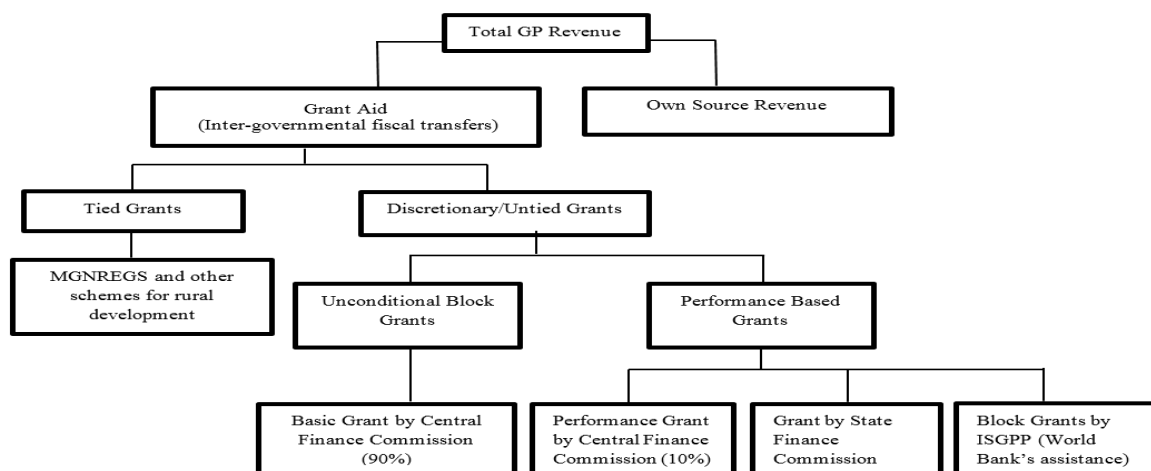 Total GP Revenue
Grant Aid
(Inter-governmental fiscal transfers)
Own Source Revenue
Tied Grants
Discretionary/Untied Grants
MGNREGS and other
schemes for rural
development
Unconditional Block
Grants
Performance Based
Grants
Basic Grant by Central
Finance Commission
(90%)
Performance Grant
by Central Finance
Commission (10%)
Grant by State
Finance
Commission
Block Grants by
ISGPP (World
Bank's assistance)